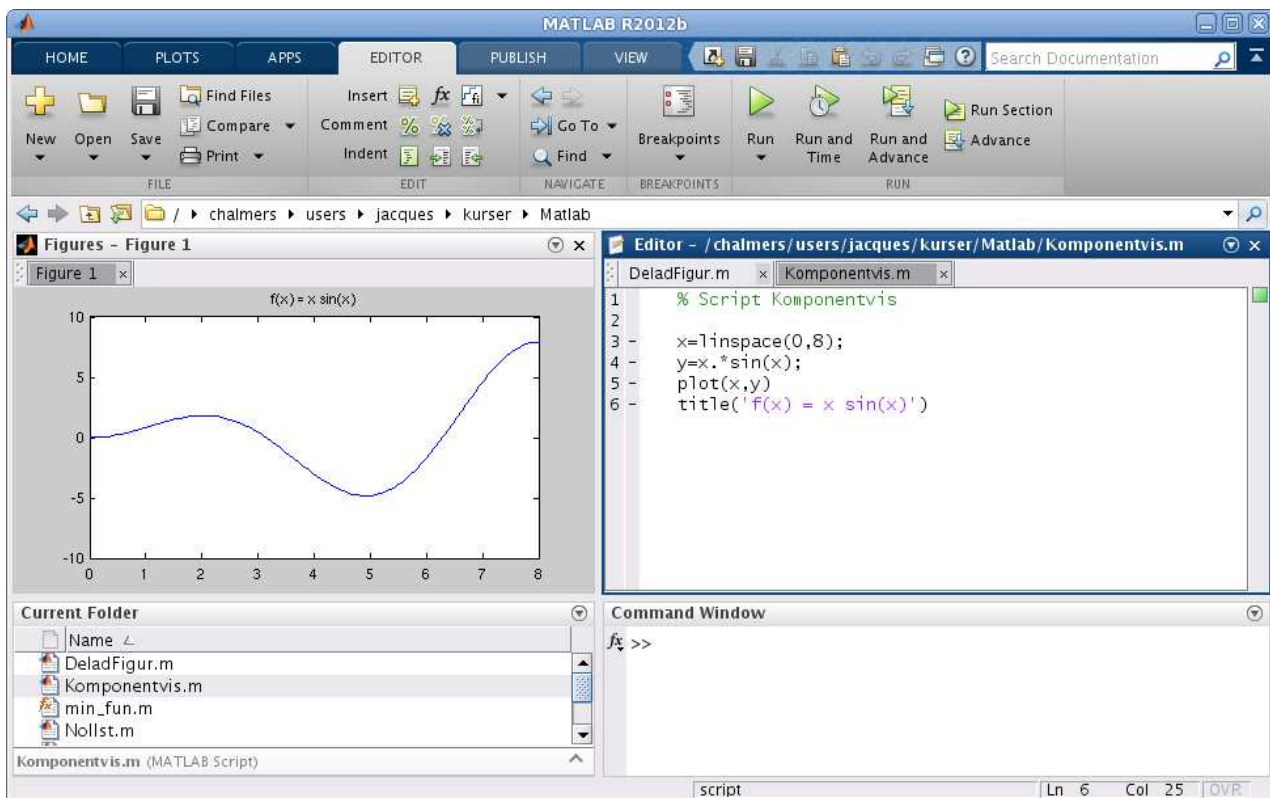 MATLAB R2012b
HOME PLOTS APPS EDITOR PUBLISH VIEW Search Documentation
New Open Save
Find Files
Compare
Print
FILE
Insert fx
Comment
Indent
EDIT
Go To
Find
NAVIGATE
Breakpoints
BREAKPOINTS
Run
Run and Time
Run and Advance
Run Section
Advance
RUN
/ chalmers users jacques kurser Matlab
Figures - Figure 1
Figure 1
f(x) = x sin(x)
10
5
0
-5
-10
0 1 2 3 4 5 6 7 8
Editor - /chalmers/users/jacques/kurser/Matlab/Komponentvis.m
DeladFigur.m Komponentvis.m
1 % Script Komponentvis
2
3 - x=linspace(0,8);
4 - y=x.*sin(x);
5 - plot(x,y)
6 - title('f(x) = x sin(x)')
Current Folder
Name
DeladFigur.m
Komponentvis.m
min_fun.m
Nollst.m
Komponentvis.m (MATLAB Script)
Command Window
fx >>
script Ln 6 Col 25 OVR